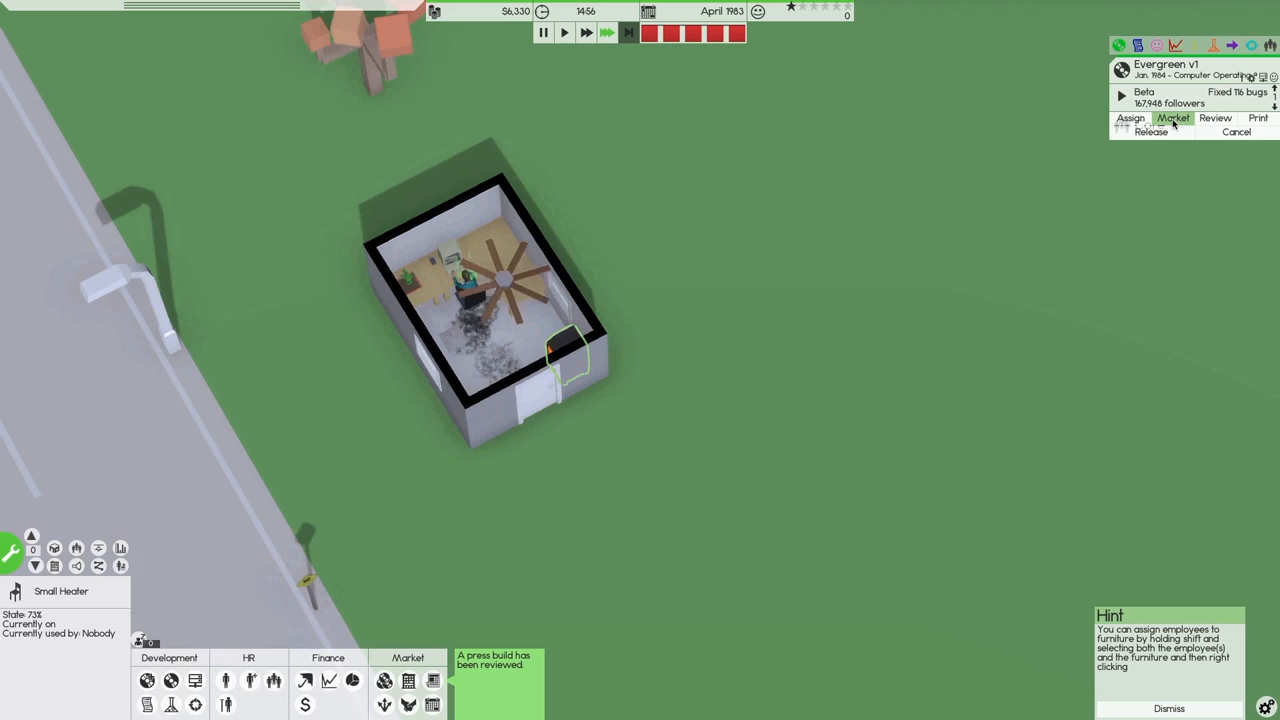 $6,330
14:56
April 1983
0
Evergreen v1
Jan. 1984 - Computer Operating
Beta
Fixed 116 bugs
167,948 followers
1
Assign
Market
Review
Print
Release
Cancel
0
Small Heater
State: 73%
Currently on
Currently used by: Nobody
0
Development
HR
Finance
Market
A press build has
been reviewed.
Hint
You can assign employees to
furniture by holding shift and
selecting both the employee(s)
and the furniture and then right
clicking
Dismiss